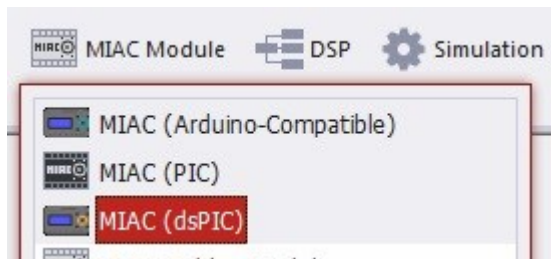 MIAC Module DSP Simulation
MIAC (Arduino-Compatible)
MIAC (PIC)
MIAC (dsPIC)